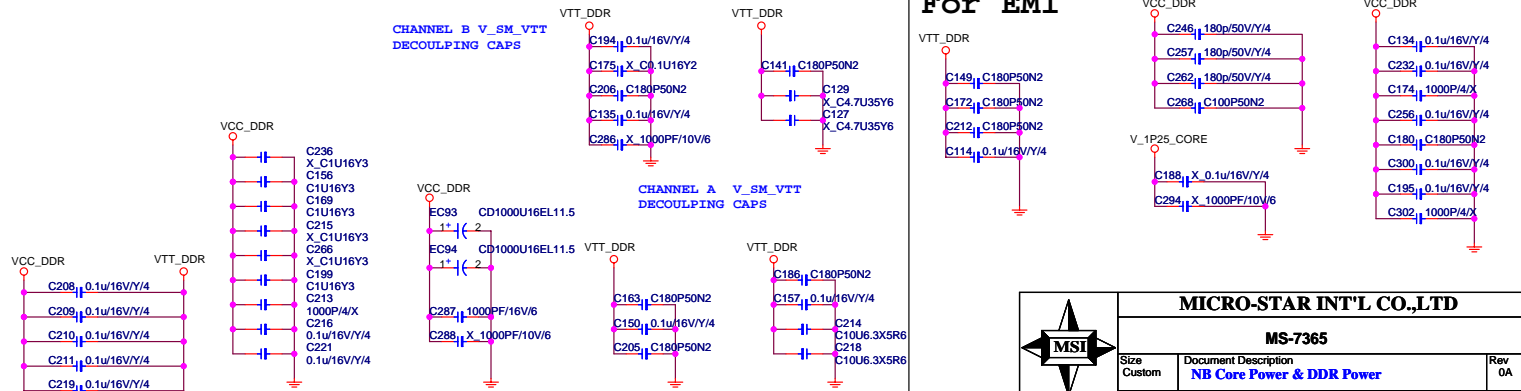 CHANNEL B V_SM_VTT
DECOULPING CAPS
VTT_DDR
C194 0.1u/16V/Y/4
C175 X_C0.1U16Y2
C206 C180P50N2
C135 0.1u/16V/Y/4
C286 X_1000PF/10V/6
VTT_DDR
C141 C180P50N2
C129
X_C4.7U35Y6
C127
X_C4.7U35Y6
VCC_DDR
C236
X_C1U16Y3
C156
C1U16Y3
C169
C1U16Y3
C215
X_C1U16Y3
C266
X_C1U16Y3
C199
C1U16Y3
C213
1000P/4/X
C216
0.1u/16V/Y/4
C221
0.1u/16V/Y/4
VCC_DDR
VTT_DDR
C208 0.1u/16V/Y/4
C209 0.1u/16V/Y/4
C210 0.1u/16V/Y/4
C211 0.1u/16V/Y/4
C219 0.1u/16V/Y/4
VCC_DDR
EC93 CD1000U16EL11.5
1 + 2
EC94 CD1000U16EL11.5
1 + 2
C287 1000PF/16V/6
C288 X_1000PF/10V/6
CHANNEL A V_SM_VTT
DECOULPING CAPS
VTT_DDR
C163 C180P50N2
C150 0.1u/16V/Y/4
C205 C180P50N2
VTT_DDR
C186 C180P50N2
C157 0.1u/16V/Y/4
C214
C10U6.3X5R6
C218
C10U6.3X5R6
For EMI
VTT_DDR
C149 C180P50N2
C172 C180P50N2
C212 C180P50N2
C114 0.1u/16V/Y/4
VCC_DDR
C246 180p/50V/Y/4
C257 180p/50V/Y/4
C262 180p/50V/Y/4
C268 C100P50N2
V_1P25_CORE
C188 X_0.1u/16V/Y/4
C294 X_1000PF/10V/6
VCC_DDR
C134 0.1u/16V/Y/4
C232 0.1u/16V/Y/4
C174 1000P/4/X
C256 0.1u/16V/Y/4
C180 C180P50N2
C300 0.1u/16V/Y/4
C195 0.1u/16V/Y/4
C302 1000P/4/X
MSI
MICRO-STAR INT'L CO.,LTD
MS-7365
Size
Custom
Document Description
NB Core Power & DDR Power
Rev
0A